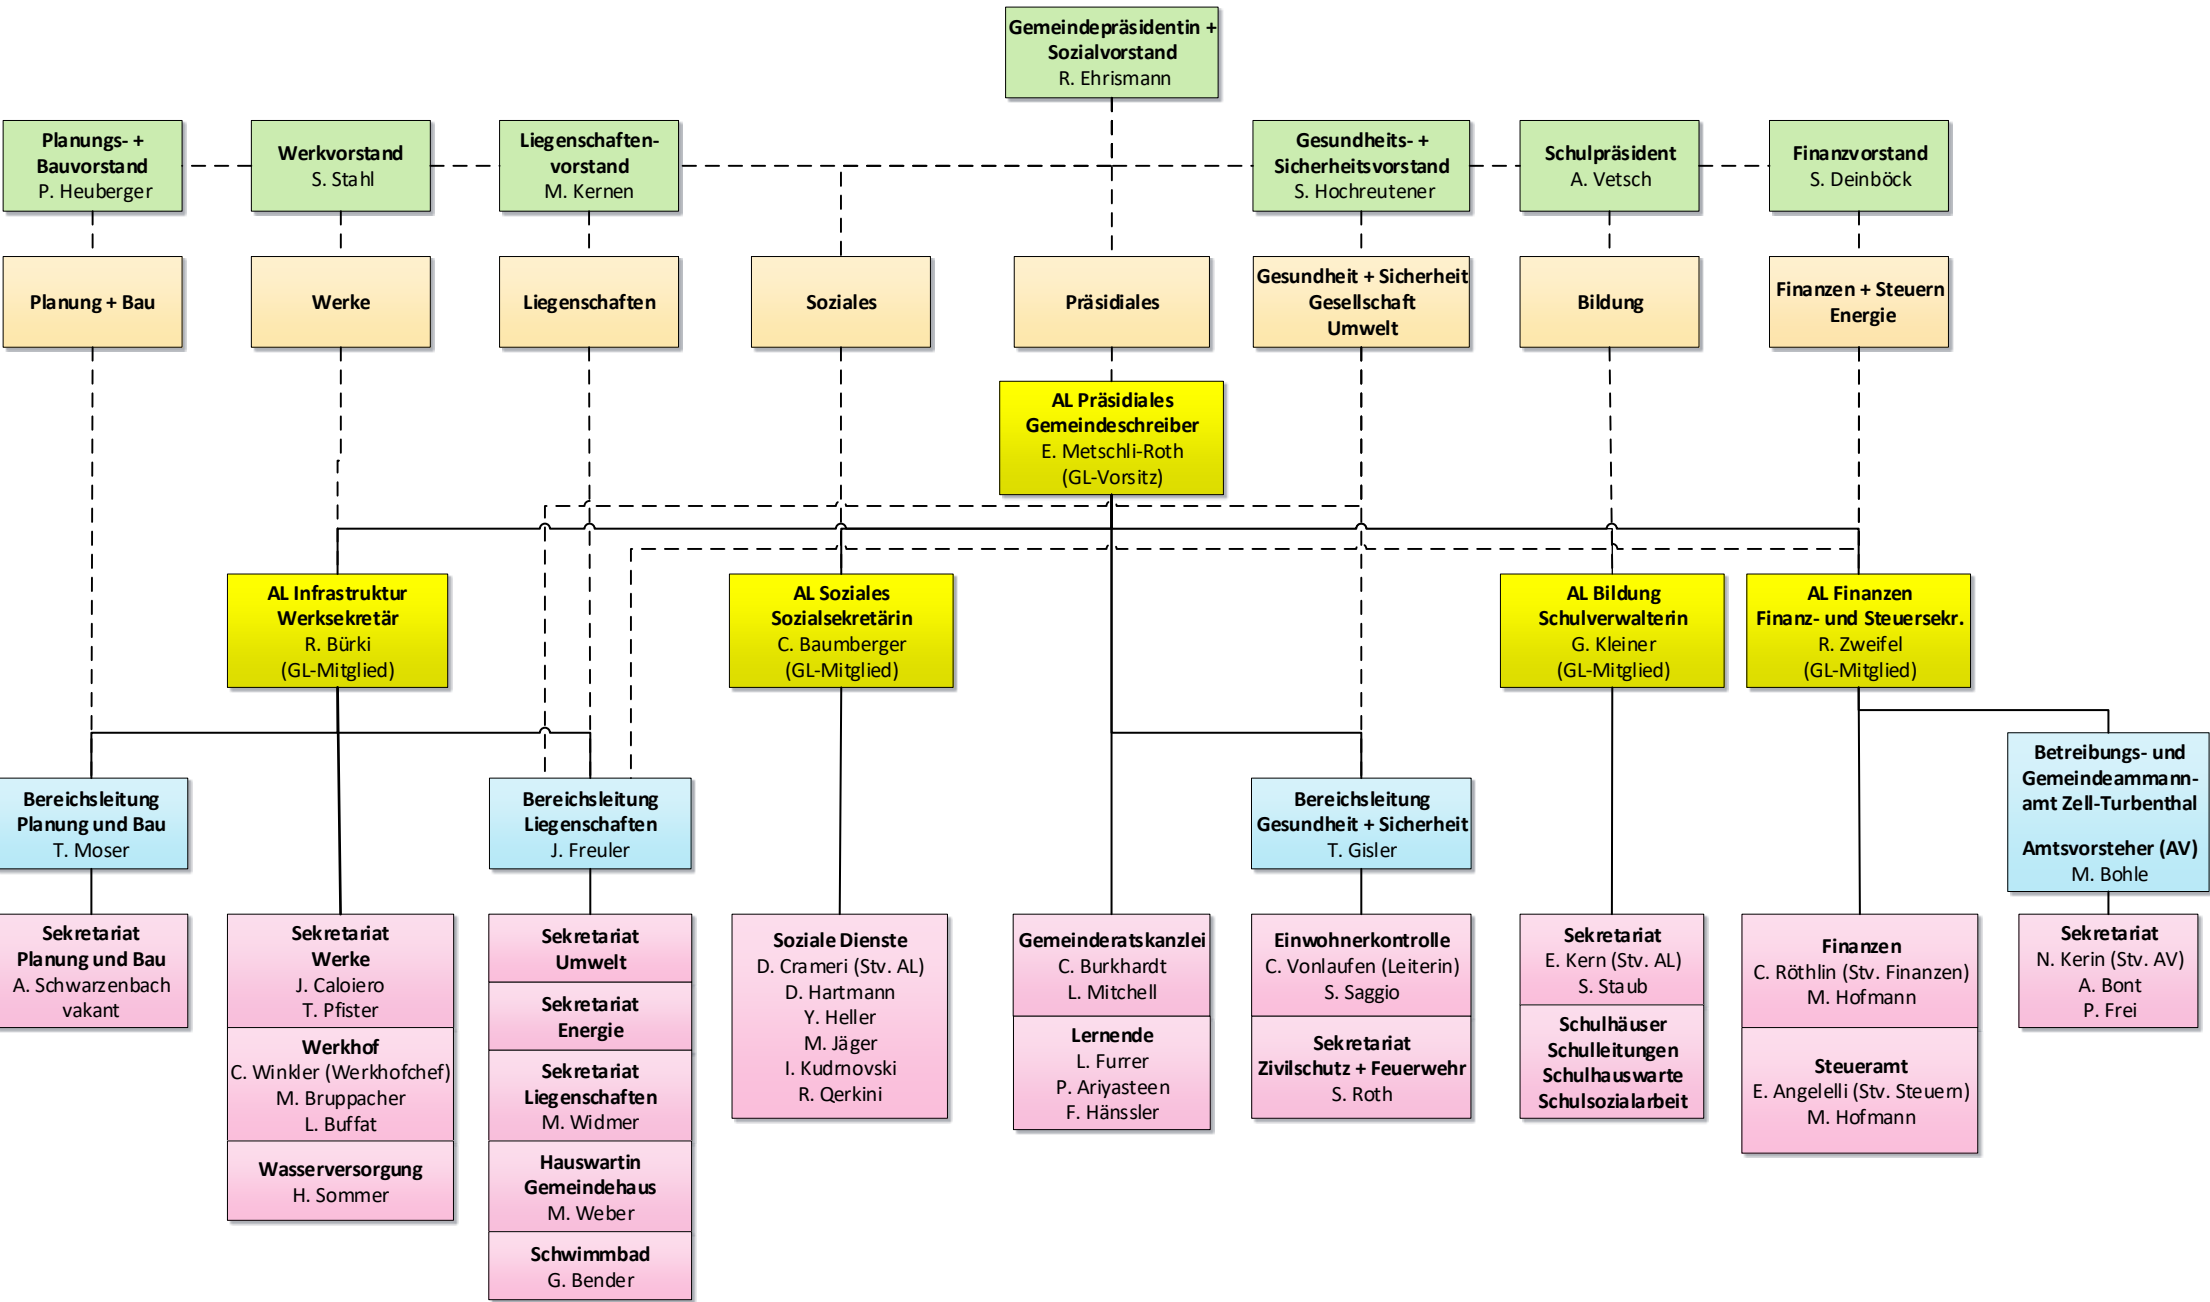 Gemeindepräsidentin +
Sozialvorstand
R. Ehrismann
Planungs- +
Bauvorstand
P. Heuberger
Werkvorstand
S. Stahl
Liegenschaften-
vorstand
M. Kernen
Gesundheits- +
Sicherheitsvorstand
S. Hochreutener
Schulpräsident
A. Vetsch
Finanzvorstand
S. Deinböck
Planung + Bau
Werke
Liegenschaften
Soziales
Präsidiales
Gesundheit + Sicherheit
Gesellschaft
Umwelt
Bildung
Finanzen + Steuern
Energie
AL Präsidiales
Gemeindeschreiber
E. Metschli-Roth
(GL-Vorsitz)
AL Infrastruktur
Werksekretär
R. Bürki
(GL-Mitglied)
AL Soziales
Sozialsekretärin
C. Baumberger
(GL-Mitglied)
AL Bildung
Schulverwalterin
G. Kleiner
(GL-Mitglied)
AL Finanzen
Finanz- und Steuersekr.
R. Zweifel
(GL-Mitglied)
Bereichsleitung
Planung und Bau
T. Moser
Bereichsleitung
Liegenschaften
J. Freuler
Bereichsleitung
Gesundheit + Sicherheit
T. Gisler
Betreibungs- und
Gemeindeammann-
amt Zell-Turbenthal
Amtsvorsteher (AV)
M. Bohle
Sekretariat
Planung und Bau
A. Schwarzenbach
vakant
Sekretariat
Werke
J. Caloiero
T. Pfister
Werkhof
C. Winkler (Werkhofchef)
M. Bruppacher
L. Buffat
Wasserversorgung
H. Sommer
Sekretariat
Umwelt
Sekretariat
Energie
Sekretariat
Liegenschaften
M. Widmer
Hauswartin
Gemeindehaus
M. Weber
Schwimmbad
G. Bender
Soziale Dienste
D. Crameri (Stv. AL)
D. Hartmann
Y. Heller
M. Jäger
I. Kudrnovski
R. Qerkini
Gemeinderatskanzlei
C. Burkhardt
L. Mitchell
Lernende
L. Furrer
P. Ariyasteen
F. Hänssler
Einwohnerkontrolle
C. Vonlaufen (Leiterin)
S. Saggio
Sekretariat
Zivilschutz + Feuerwehr
S. Roth
Sekretariat
E. Kern (Stv. AL)
S. Staub
Schulhäuser
Schulleitungen
Schulhauswarte
Schulsozialarbeit
Finanzen
C. Röthlin (Stv. Finanzen)
M. Hofmann
Steueramt
E. Angelelli (Stv. Steuern)
M. Hofmann
Sekretariat
N. Kerin (Stv. AV)
A. Bont
P. Frei